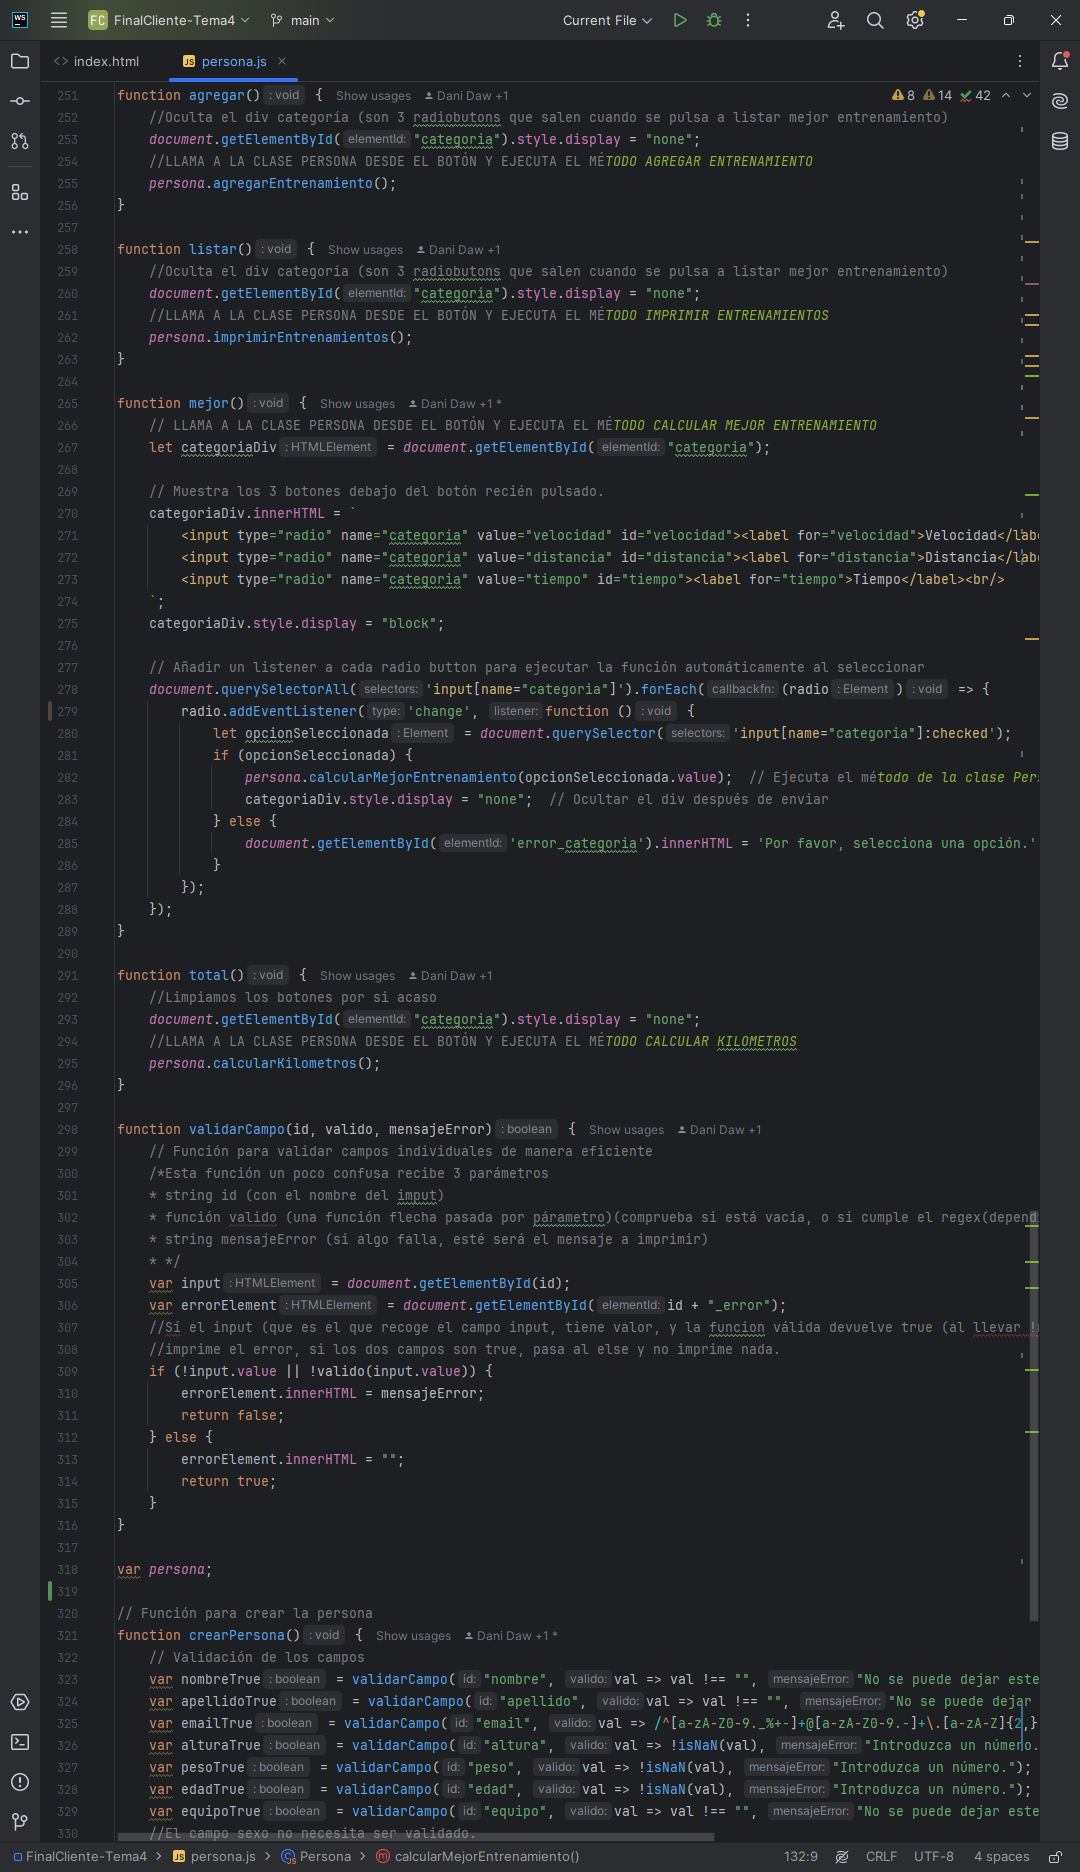 WS FC FinalCliente-Tema4 main Current File
index.html persona.js
251 function agregar() : void { Show usages Dani Daw +1 8 14 42
252 //Oculta el div categoría (son 3 radiobutons que salen cuando se pulsa a listar mejor entrenamiento)
253 document.getElementById( elementId: "categoria").style.display = "none";
254 //LLAMA A LA CLASE PERSONA DESDE EL BOTÓN Y EJECUTA EL MÉTODO AGREGAR ENTRENAMIENTO
255 persona.agregarEntrenamiento();
256 }
257
258 function listar() : void { Show usages Dani Daw +1
259 //Oculta el div categoría (son 3 radiobutons que salen cuando se pulsa a listar mejor entrenamiento)
260 document.getElementById( elementId: "categoria").style.display = "none";
261 //LLAMA A LA CLASE PERSONA DESDE EL BOTÓN Y EJECUTA EL MÉTODO IMPRIMIR ENTRENAMIENTOS
262 persona.imprimirEntrenamientos();
263 }
264
265 function mejor() : void { Show usages Dani Daw +1 *
266 // LLAMA A LA CLASE PERSONA DESDE EL BOTÓN Y EJECUTA EL MÉTODO CALCULAR MEJOR ENTRENAMIENTO
267 let categoriaDiv : HTMLElement = document.getElementById( elementId: "categoria");
268
269 // Muestra los 3 botones debajo del botón recién pulsado.
270 categoriaDiv.innerHTML = `
271 <input type="radio" name="categoria" value="velocidad" id="velocidad"><label for="velocidad">Velocidad</labe
272 <input type="radio" name="categoria" value="distancia" id="distancia"><label for="distancia">Distancia</labe
273 <input type="radio" name="categoria" value="tiempo" id="tiempo"><label for="tiempo">Tiempo</label><br/>
274 `;
275 categoriaDiv.style.display = "block";
276
277 // Añadir un listener a cada radio button para ejecutar la función automáticamente al seleccionar
278 document.querySelectorAll( selectors: 'input[name="categoria"]').forEach( callbackfn: (radio : Element ) : void => {
279 radio.addEventListener( type: 'change', listener: function () : void {
280 let opcionSeleccionada : Element = document.querySelector( selectors: 'input[name="categoria"]:checked');
281 if (opcionSeleccionada) {
282 persona.calcularMejorEntrenamiento(opcionSeleccionada.value); // Ejecuta el método de la clase Pers
283 categoriaDiv.style.display = "none"; // Ocultar el div después de enviar
284 } else {
285 document.getElementById( elementId: 'error_categoria').innerHTML = 'Por favor, selecciona una opción.'
286 }
287 });
288 });
289 }
290
291 function total() : void { Show usages Dani Daw +1
292 //Limpiamos los botones por si acaso
293 document.getElementById( elementId: "categoria").style.display = "none";
294 //LLAMA A LA CLASE PERSONA DESDE EL BOTÓN Y EJECUTA EL MÉTODO CALCULAR KILOMETROS
295 persona.calcularKilometros();
296 }
297
298 function validarCampo(id, valido, mensajeError) : boolean { Show usages Dani Daw +1
299 // Función para validar campos individuales de manera eficiente
300 /*Esta función un poco confusa recibe 3 parámetros
301 * string id (con el nombre del imput)
302 * función valido (una función flecha pasada por párametro)(comprueba si está vacía, o si cumple el regex(depend
303 * string mensajeError (si algo falla, esté será el mensaje a imprimir)
304 * */
305 var input : HTMLElement = document.getElementById(id);
306 var errorElement : HTMLElement = document.getElementById( elementId: id + "_error");
307 //Si el input (que es el que recoge el campo input, tiene valor, y la funcion válida devuelve true (al llevar !
308 //imprime el error, si los dos campos son true, pasa al else y no imprime nada.
309 if (!input.value || !valido(input.value)) {
310 errorElement.innerHTML = mensajeError;
311 return false;
312 } else {
313 errorElement.innerHTML = "";
314 return true;
315 }
316 }
317
318 var persona;
319
320 // Función para crear la persona
321 function crearPersona() : void { Show usages Dani Daw +1 *
322 // Validación de los campos
323 var nombreTrue : boolean = validarCampo( id: "nombre", valido: val => val !== "", mensajeError: "No se puede dejar este
324 var apellidoTrue : boolean = validarCampo( id: "apellido", valido: val => val !== "", mensajeError: "No se puede dejar
325 var emailTrue : boolean = validarCampo( id: "email", valido: val => /^[a-zA-Z0-9._%+-]+@[a-zA-Z0-9.-]+\.[a-zA-Z]{2,}
326 var alturaTrue : boolean = validarCampo( id: "altura", valido: val => !isNaN(val), mensajeError: "Introduzca un número.
327 var pesoTrue : boolean = validarCampo( id: "peso", valido: val => !isNaN(val), mensajeError: "Introduzca un número.");
328 var edadTrue : boolean = validarCampo( id: "edad", valido: val => !isNaN(val), mensajeError: "Introduzca un número.");
329 var equipoTrue : boolean = validarCampo( id: "equipo", valido: val => val !== "", mensajeError: "No se puede dejar este
330 //El campo sexo no necesita ser validado.
FinalCliente-Tema4 > persona.js > Persona > calcularMejorEntrenamiento() 132:9 CRLF UTF-8 4 spaces